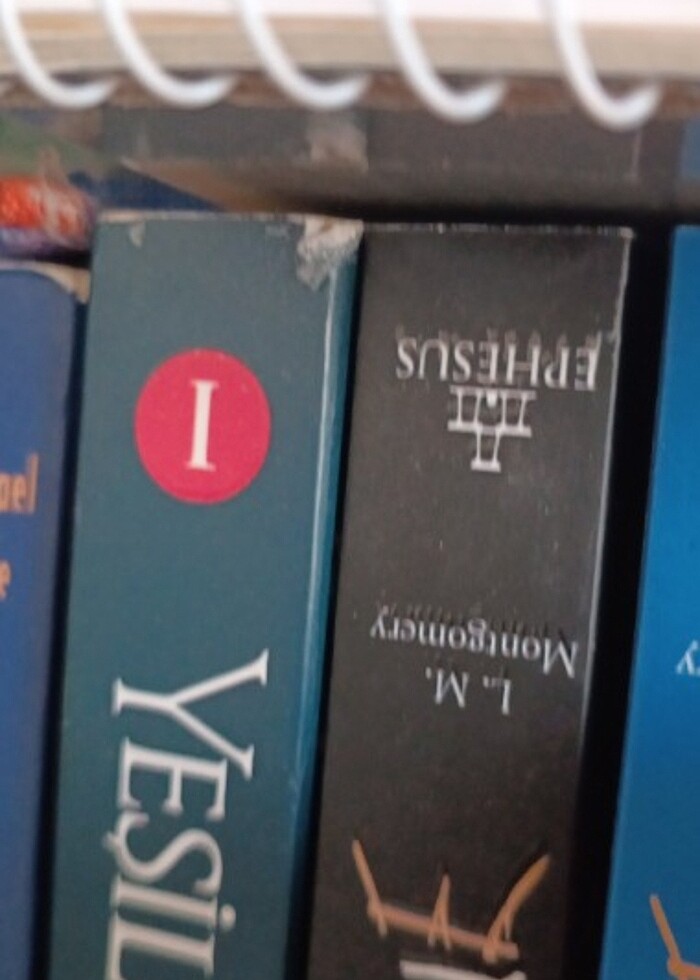 I
YEŞİL
EPHESUS
L. M.
Montgomery